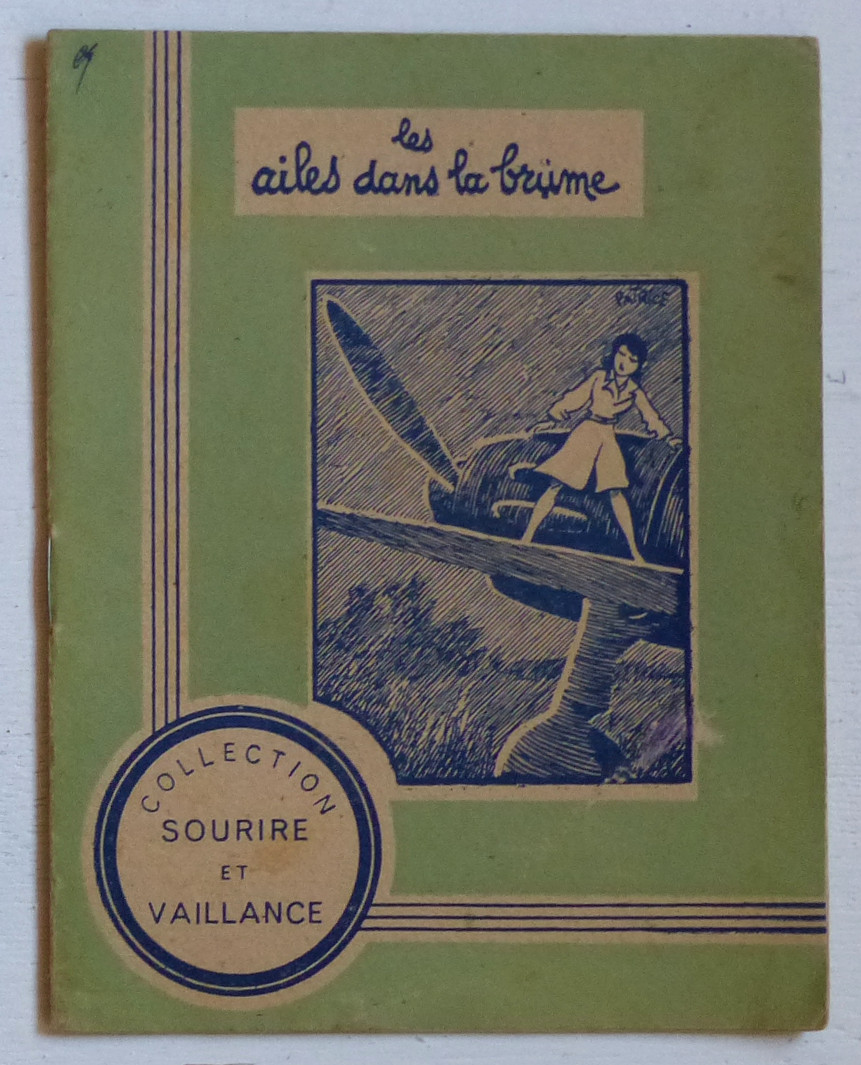 les
ailes dans la brume
PATRICE
COLLECTION
SOURIRE
ET
VAILLANCE